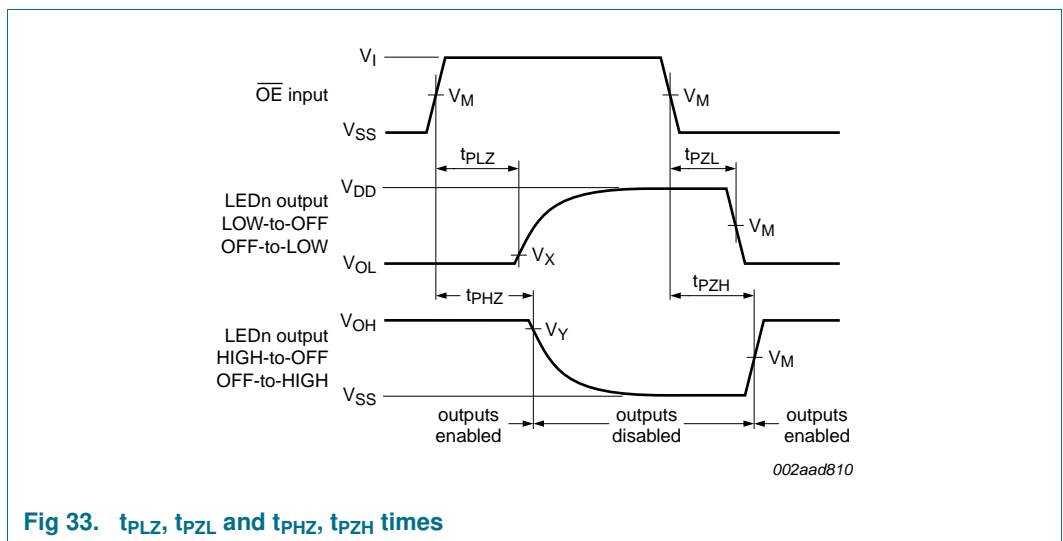 V_I
OE input
V_M
V_M
V_SS
t_PLZ
t_PZL
V_DD
LEDn output
LOW-to-OFF
OFF-to-LOW
V_M
V_OL
V_X
t_PHZ
t_PZH
V_OH
LEDn output
HIGH-to-OFF
OFF-to-HIGH
V_Y
V_M
V_SS
outputs
enabled
outputs
disabled
outputs
enabled
002aad810
Fig 33. t_PLZ, t_PZL and t_PHZ, t_PZH times